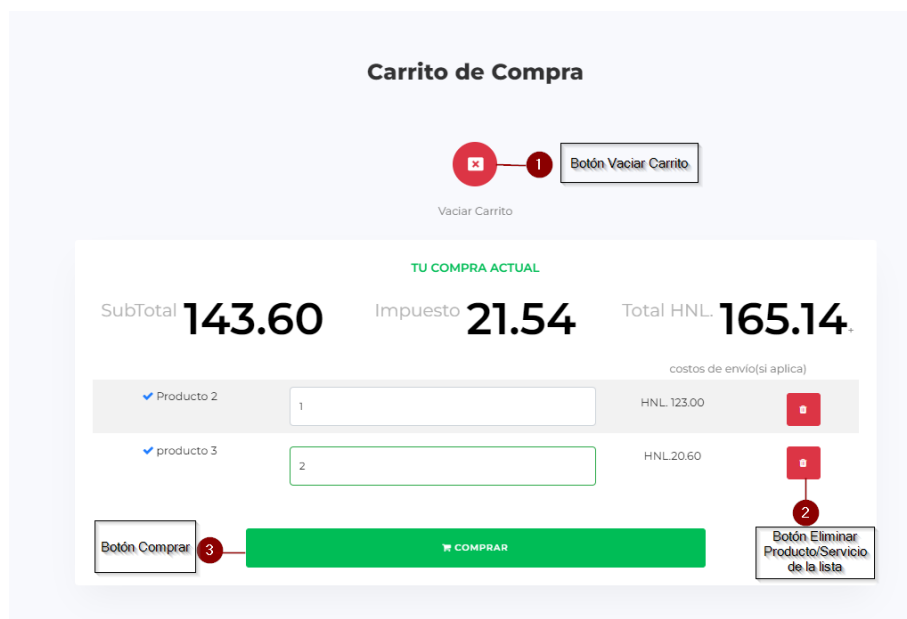 Carrito de Compra
1
Botón Vaciar Carrito
Vaciar Carrito
TU COMPRA ACTUAL
SubTotal 143.60 Impuesto 21.54 Total HNL. 165.14+
costos de envío(si aplica)
Producto 2 1 HNL. 123.00
producto 3 2 HNL.20.60
2
Botón Comprar 3 COMPRAR
Botón Eliminar
Producto/Servicio
de la lista